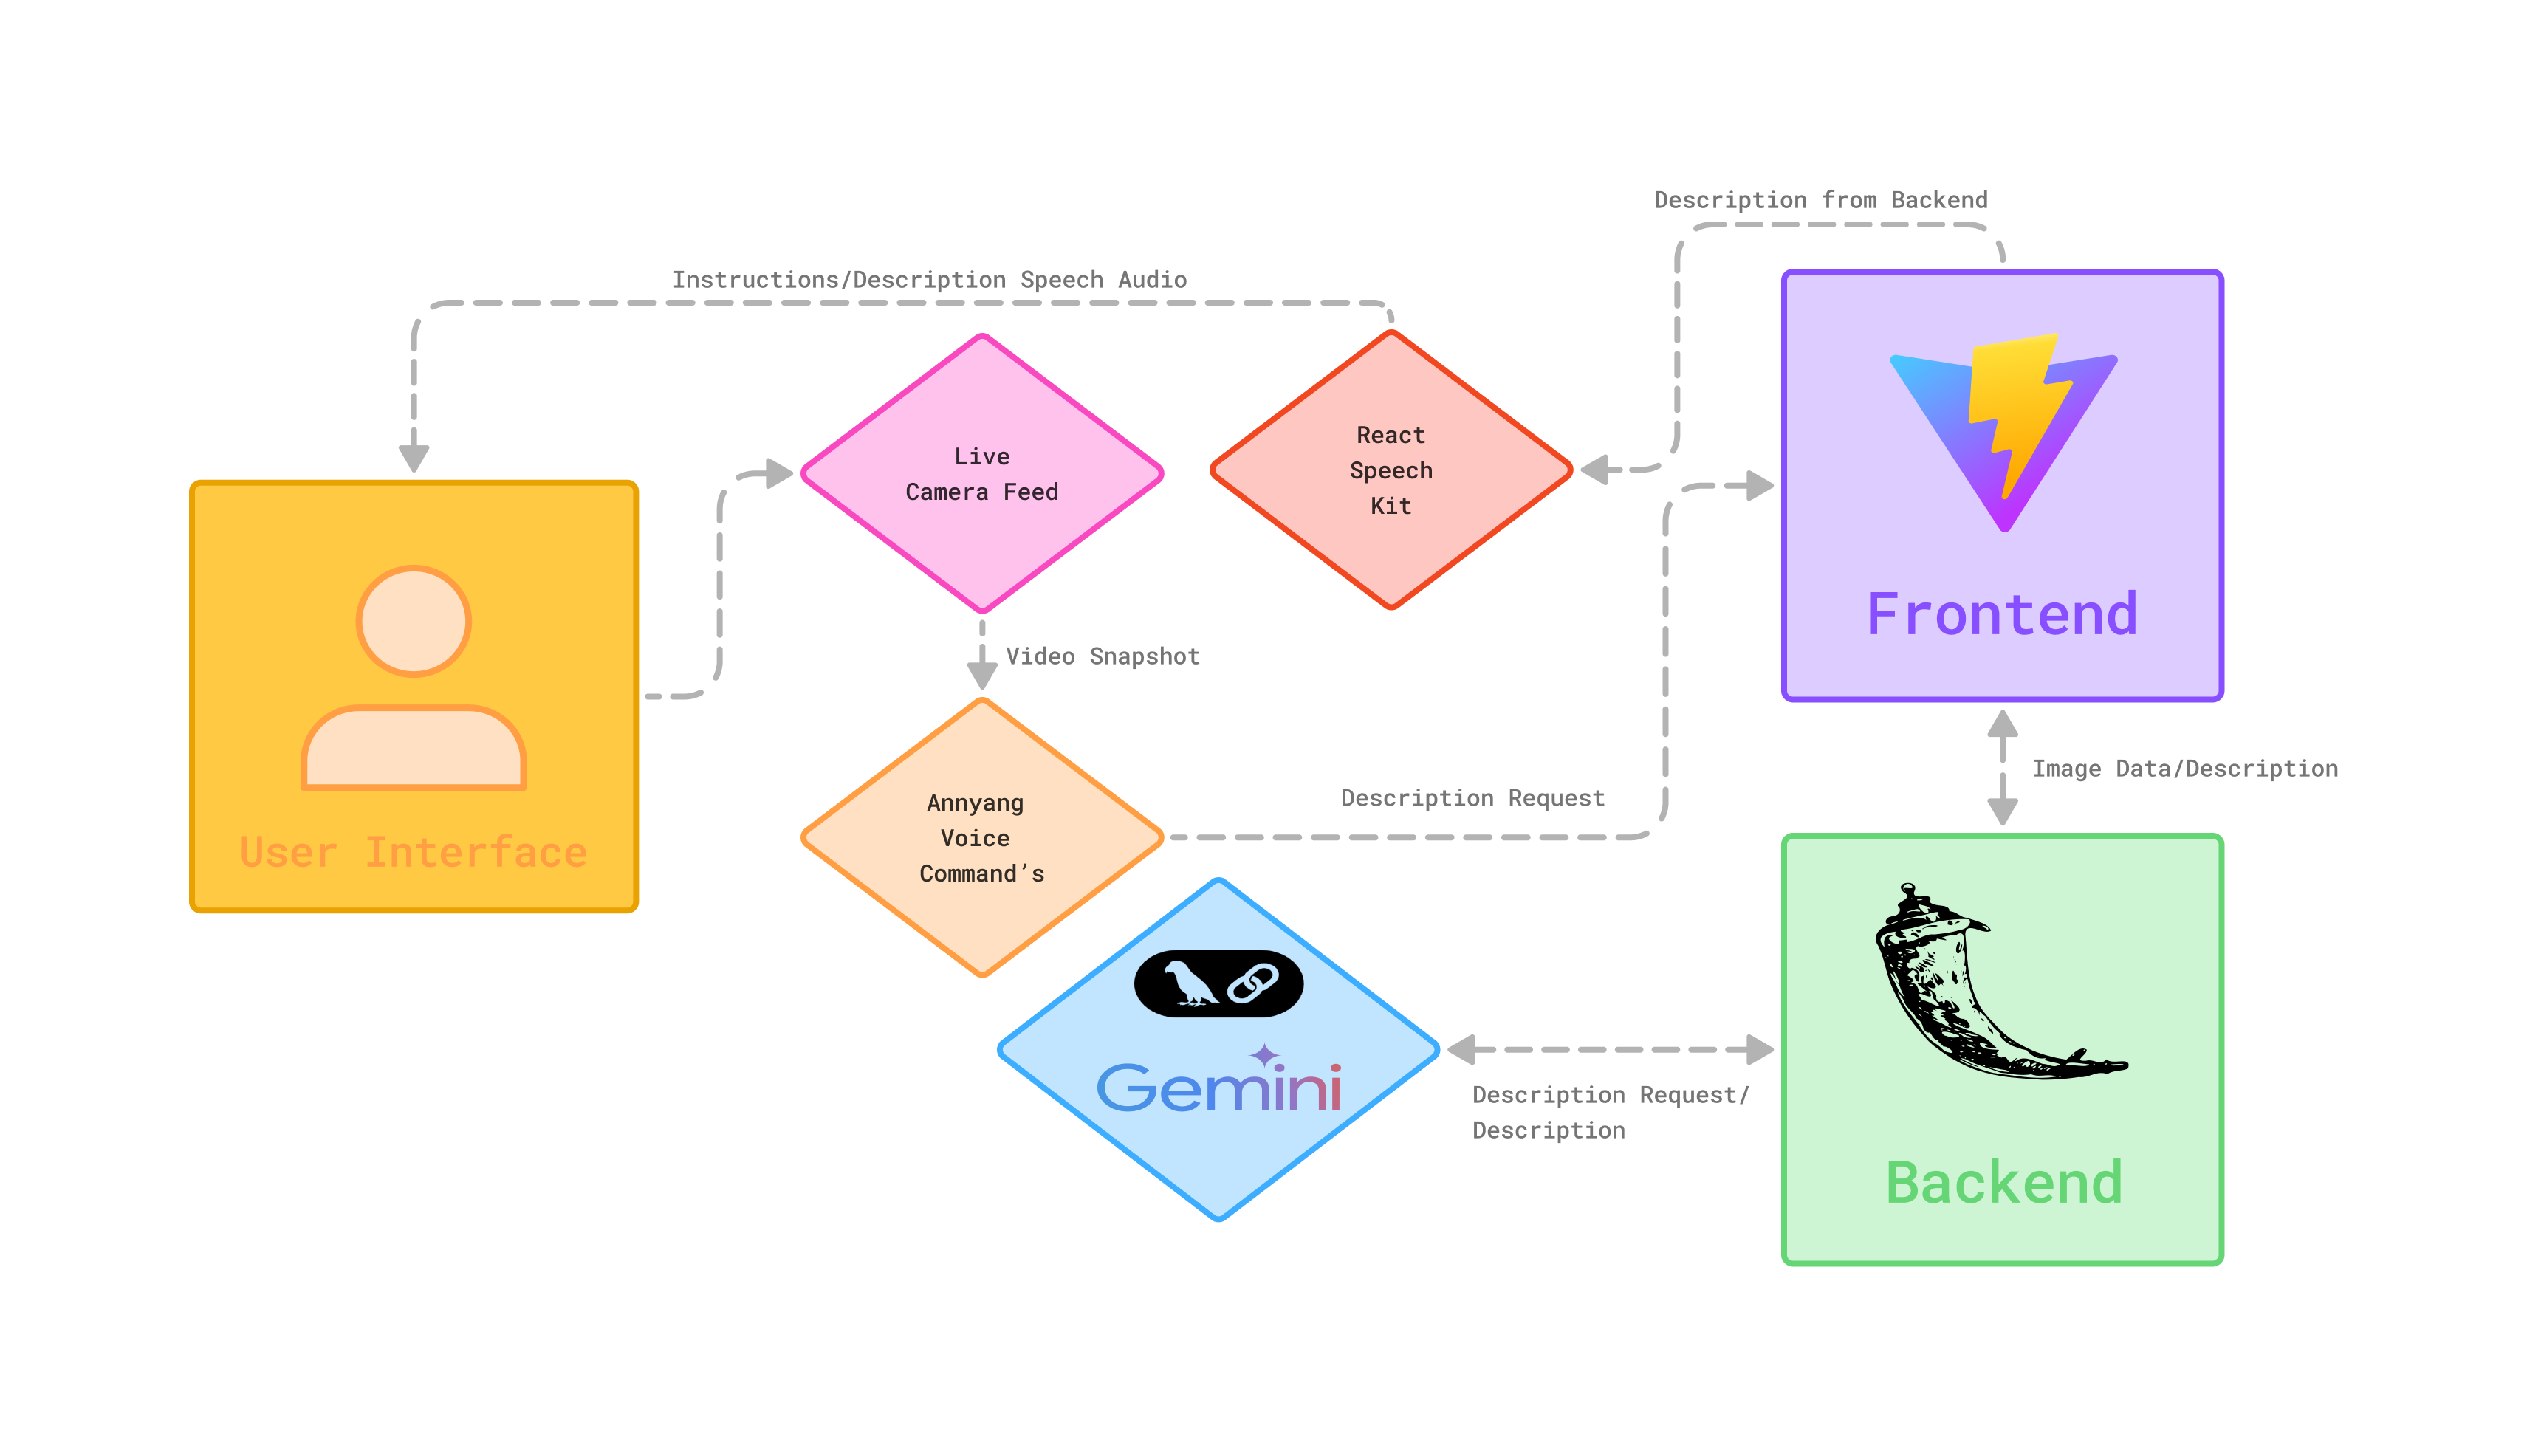 Description from Backend
Instructions/Description Speech Audio
Live
Camera Feed
React
Speech
Kit
Frontend
Video Snapshot
User Interface
Annyang
Voice
Command’s
Description Request
Image Data/Description
Gemini
Description Request/
Description
Backend